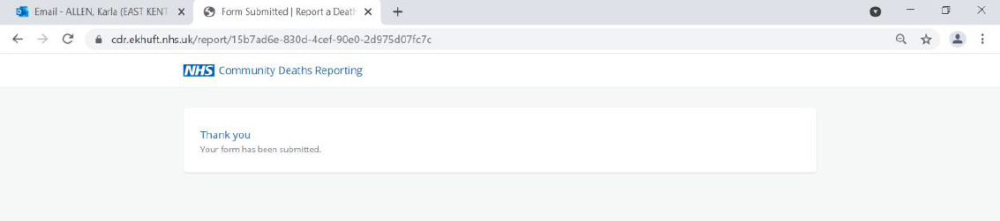 Email - ALLEN, Karla (EAST KENT
Form Submitted | Report a Death
cdr.ekhuft.nhs.uk/report/15b7ad6e-830d-4cef-90e0-2d975d07fc7c
NHS Community Deaths Reporting
Thank you
Your form has been submitted.